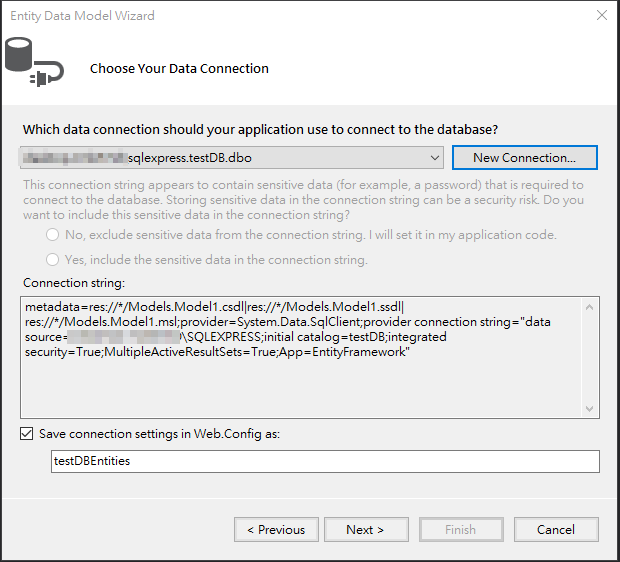 Entity Data Model Wizard
Choose Your Data Connection
Which data connection should your application use to connect to the database?
sqlexpress.testDB.dbo
New Connection...
This connection string appears to contain sensitive data (for example, a password) that is required to
connect to the database. Storing sensitive data in the connection string can be a security risk. Do you
want to include this sensitive data in the connection string?
No, exclude sensitive data from the connection string. I will set it in my application code.
Yes, include the sensitive data in the connection string.
Connection string:
metadata=res://*/Models.Model1.csdl|res://*/Models.Model1.ssdl|
res://*/Models.Model1.msl;provider=System.Data.SqlClient;provider connection string="data
source=\SQLEXPRESS;initial catalog=testDB;integrated
security=True;MultipleActiveResultSets=True;App=EntityFramework"
Save connection settings in Web.Config as:
testDBEntities
< Previous
Next >
Finish
Cancel